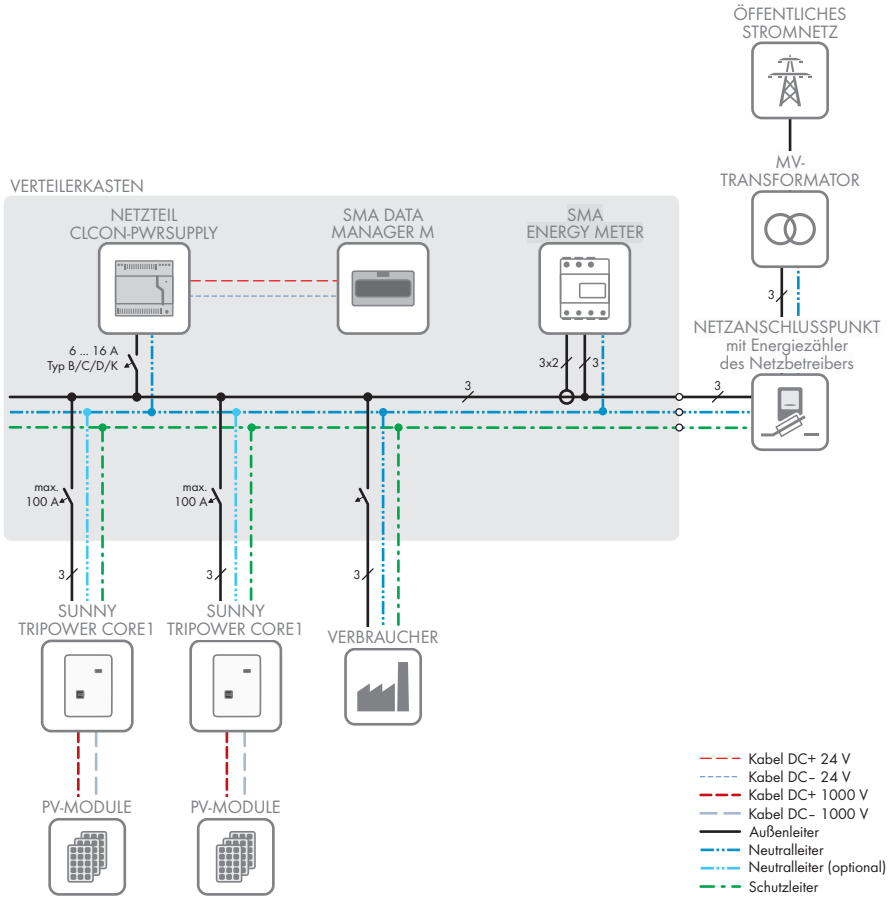 ÖFFENTLICHES
STROMNETZ
MV-
TRANSFORMATOR
VERTEILERKASTEN
NETZTEIL
CLCON-PWRSUPPLY
SMA DATA
MANAGER M
SMA
ENERGY METER
3
NETZANSCHLUSSPUNKT
mit Energiezähler
des Netzbetreibers
6 ... 16 A
Typ B/C/D/K
3x2
3
3
3
max.
100 A
max.
100 A
3
3
3
SUNNY
TRIPOWER CORE1
SUNNY
TRIPOWER CORE1
VERBRAUCHER
PV-MODULE
PV-MODULE
Kabel DC+ 24 V
Kabel DC– 24 V
Kabel DC+ 1000 V
Kabel DC– 1000 V
Außenleiter
Neutralleiter
Neutralleiter (optional)
Schutzleiter